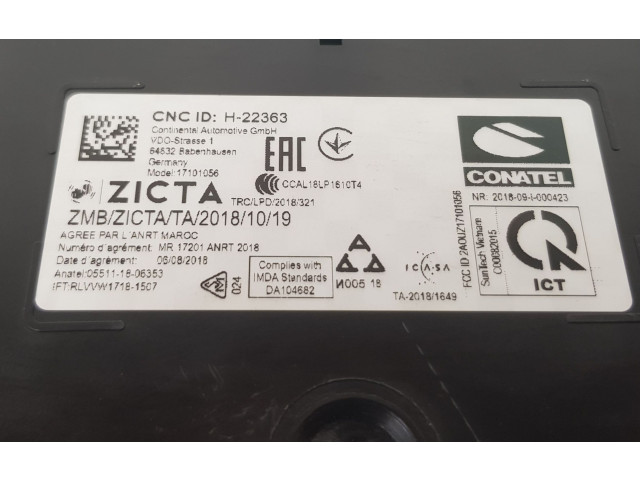 CNC ID: H-22363
Continental Automotive GmbH
VDO-Strasse 1
64832 Babenhausen
Germany
Model:17101056
EAC
CCAL18LP1610T4
CONATEL
NR: 2018-09-I-000423
ZICTA
TRC/LPD/2018/321
ZMB/ZICTA/TA/2018/10/19
AGREE PAR L'ANRT MAROC
Numéro d'agrément: MR 17201 ANRT 2018
Date d'agrément: 06/08/2018
Anatel:05511-18-06353
IFT:RLVVW1718-1507
024
Complies with
IMDA Standards
DA104682
И005 18
ICASA
TA-2018/1649
FCC ID 2AOUZ17101056
SunTech Vietnam
C00082015
ICT